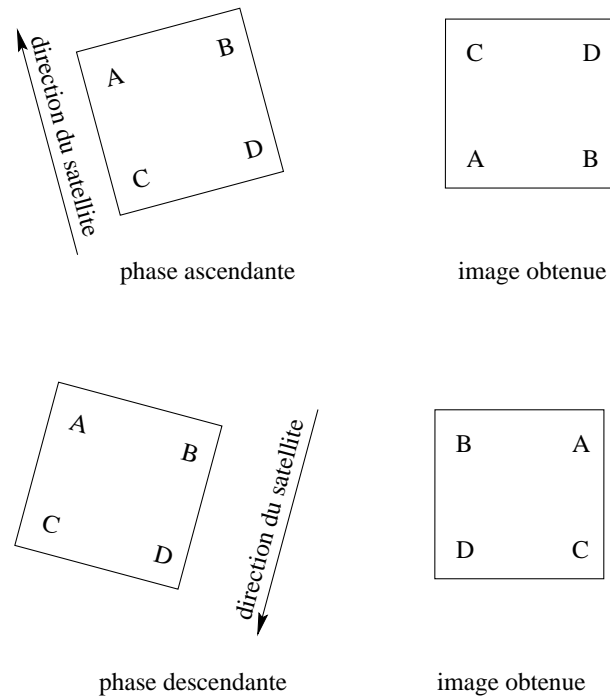 direction du satellite
A
B
C
D
phase ascendante
C
D
A
B
image obtenue
A
B
C
D
direction du satellite
phase descendante
B
A
D
C
image obtenue